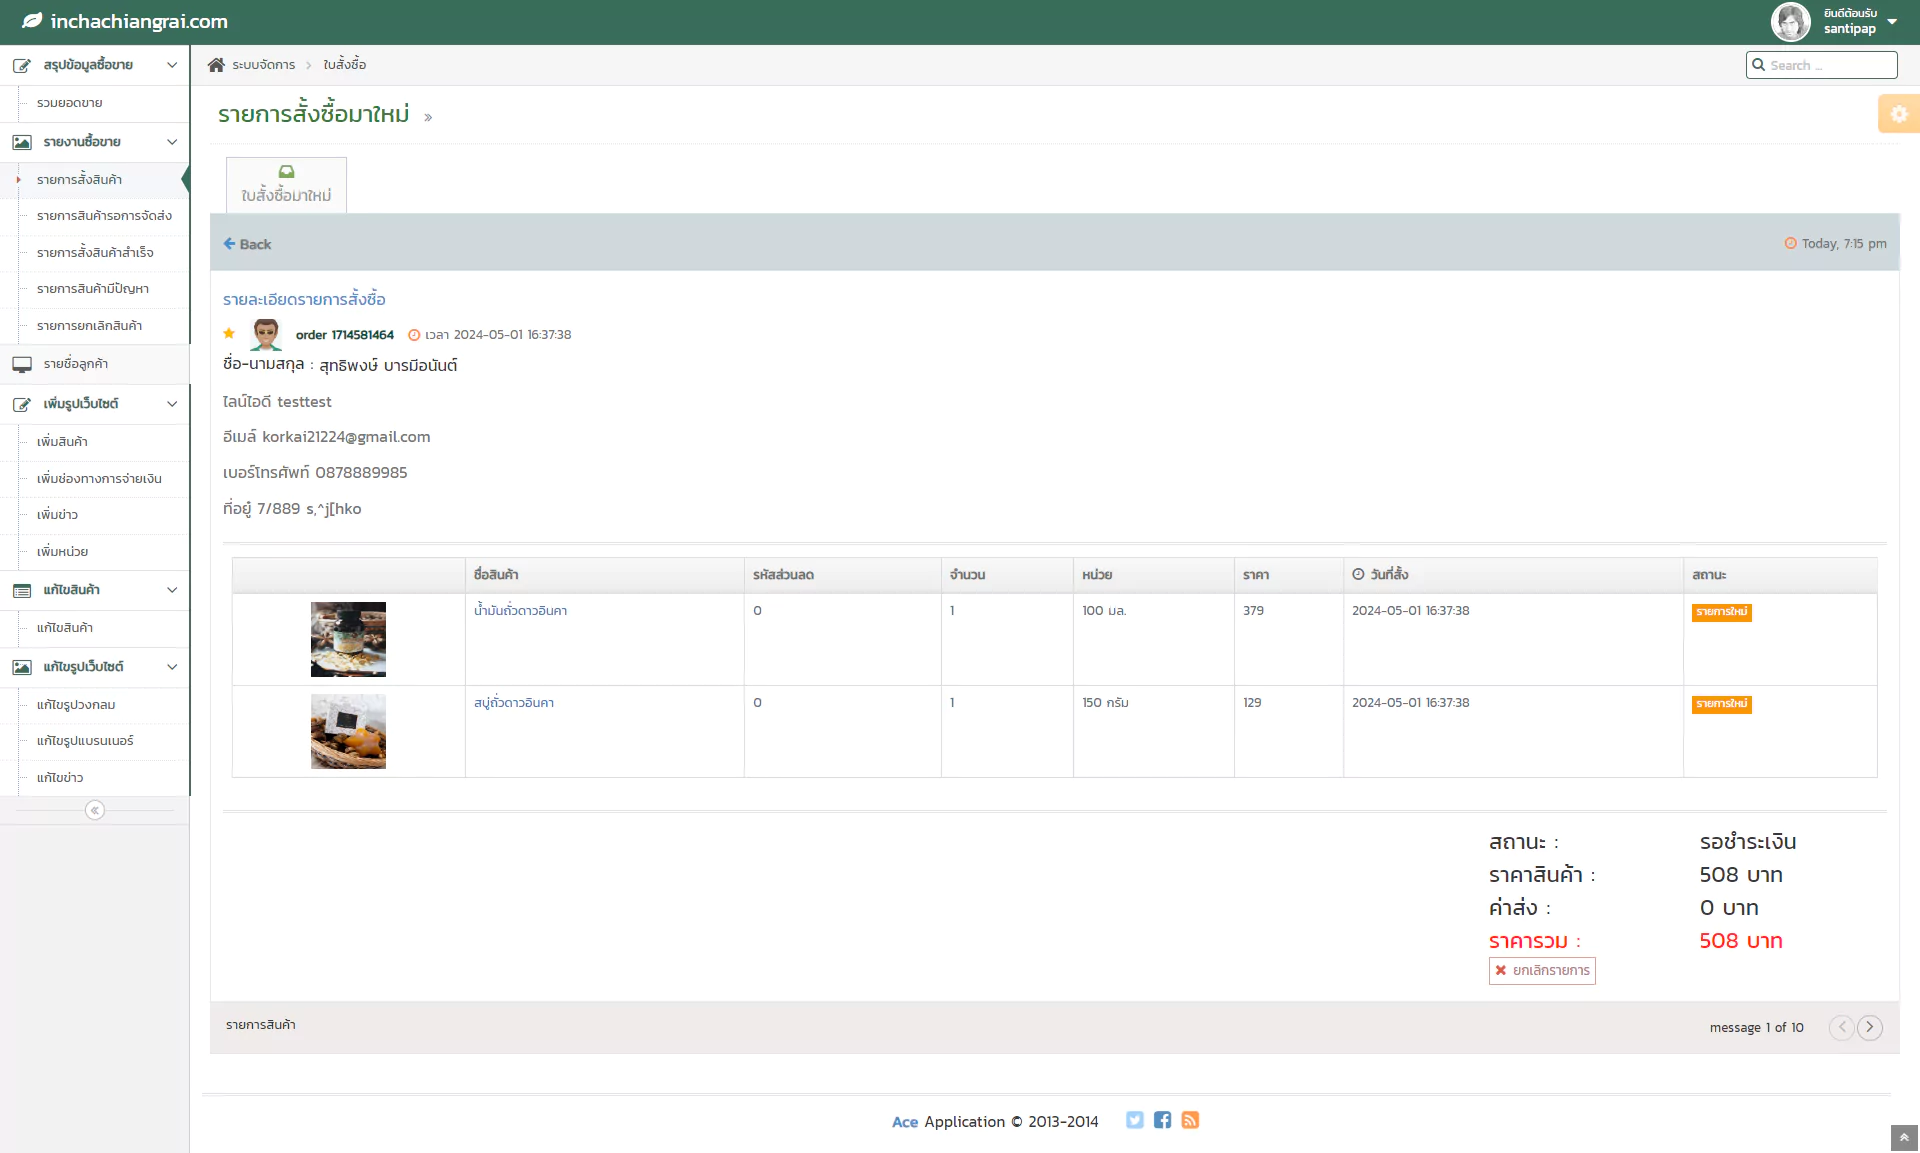 inchachiangrai.com
ยินดีต้อนรับ
santipap
สรุปข้อมูลซื้อขาย
รวมยอดขาย
รายงานซื้อขาย
รายการสั่งสินค้า
รายการสินค้ารอการจัดส่ง
รายการสั่งสินค้าสำเร็จ
รายการสินค้ามีปัญหา
รายการยกเลิกสินค้า
รายชื่อลูกค้า
เพิ่มรูปเว็บไซต์
เพิ่มสินค้า
เพิ่มช่องทางการจ่ายเงิน
เพิ่มข่าว
เพิ่มหน่วย
แก้ไขสินค้า
แก้ไขสินค้า
แก้ไขรูปเว็บไซต์
แก้ไขรูปวงกลม
แก้ไขรูปแบรนเนอร์
แก้ไขข่าว
ระบบจัดการ > ใบสั่งซื้อ
Search ...
รายการสั่งซื้อมาใหม่ »
ใบสั่งซื้อมาใหม่
Back
Today, 7:15 pm
รายละเอียดรายการสั่งซื้อ
order 1714581464 เวลา 2024-05-01 16:37:38
ชื่อ-นามสกุล : สุทธิพงษ์ บารมีอนันต์
ไลน์ไอดี testtest
อีเมล์ korkai21224@gmail.com
เบอร์โทรศัพท์ 0878889985
ที่อยู่ 7/889 s,^j[hko
ชื่อสินค้า รหัสส่วนลด จำนวน หน่วย ราคา วันที่สั่ง สถานะ
น้ำมันถั่วดาวอินคา 0 1 100 มล. 379 2024-05-01 16:37:38 รายการใหม่
สบู่ถั่วดาวอินคา 0 1 150 กรัม 129 2024-05-01 16:37:38 รายการใหม่
สถานะ : รอชำระเงิน
ราคาสินค้า : 508 บาท
ค่าส่ง : 0 บาท
ราคารวม : 508 บาท
ยกเลิกรายการ
รายการสินค้า
message 1 of 10
Ace Application © 2013-2014